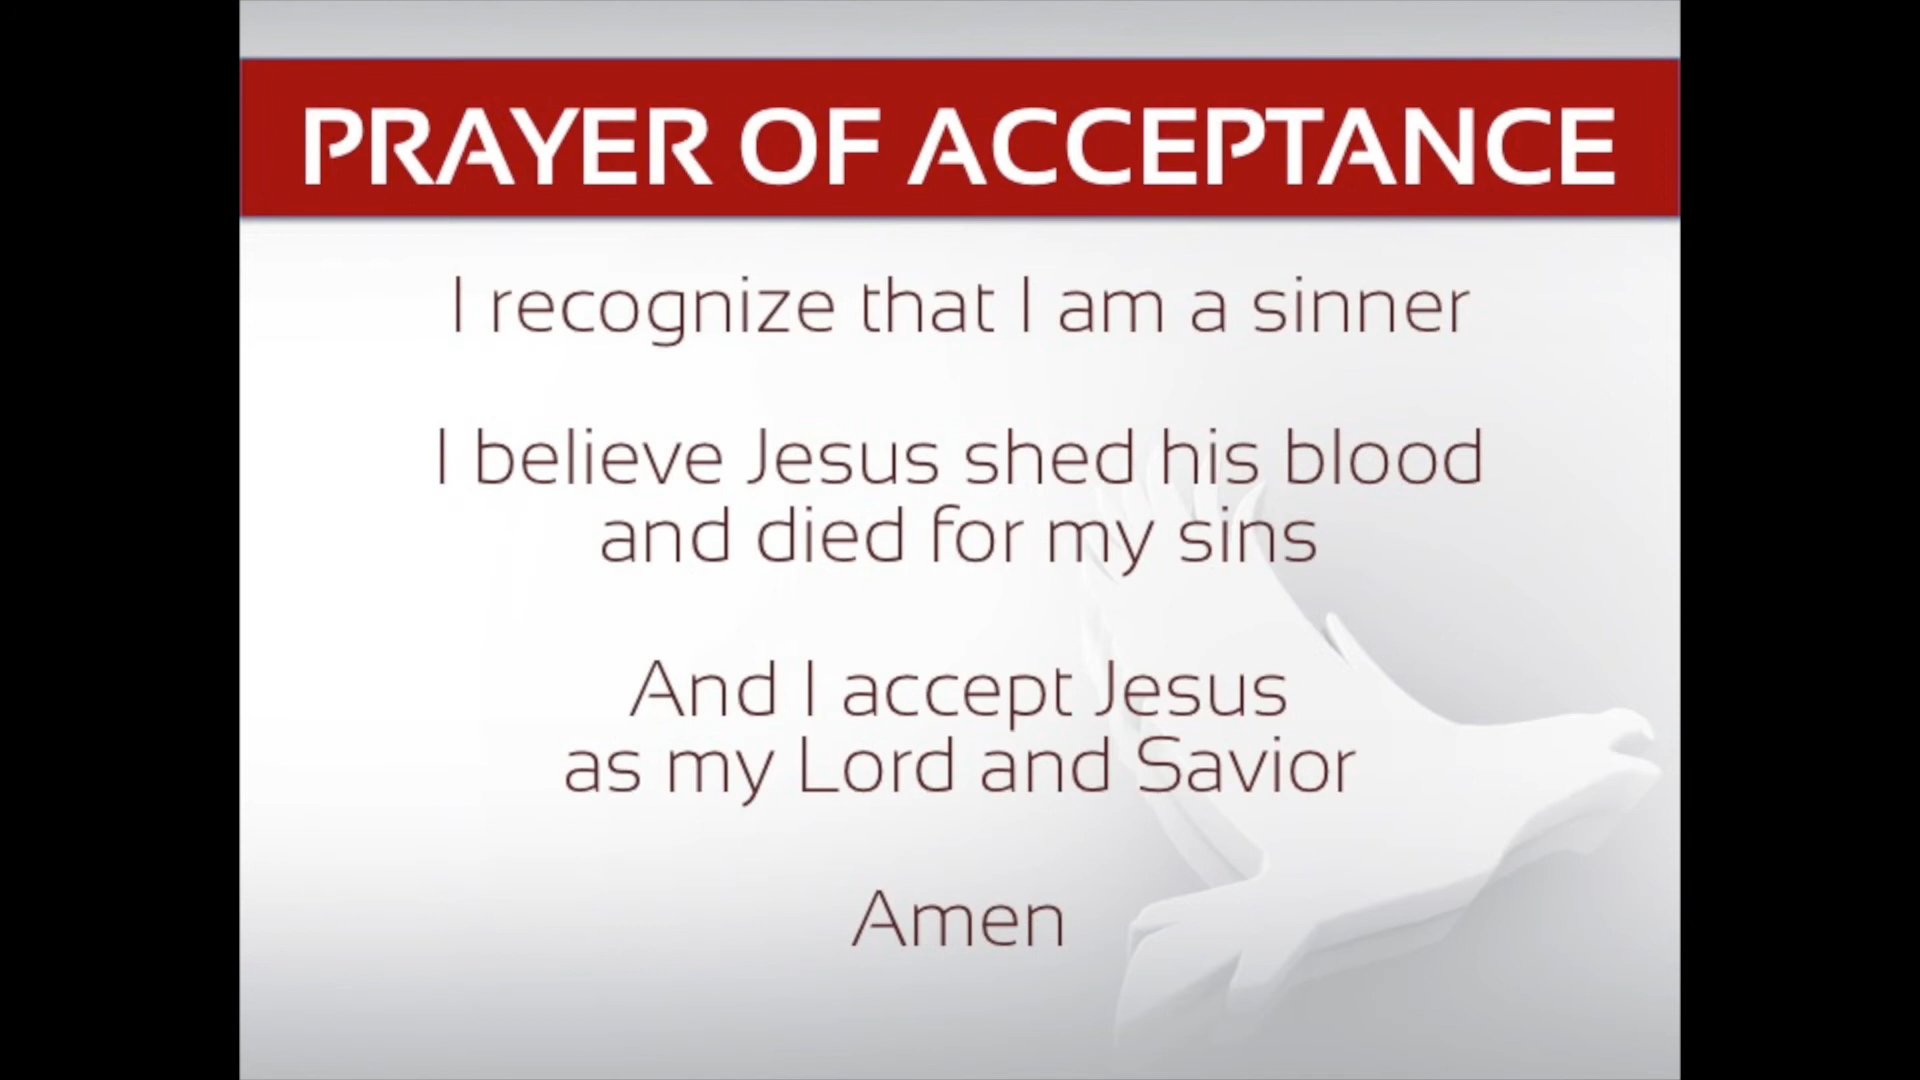 PRAYER OF ACCEPTANCE
I recognize that I am a sinner
I believe Jesus shed his blood
and died for my sins
And I accept Jesus
as my Lord and Savior
Amen